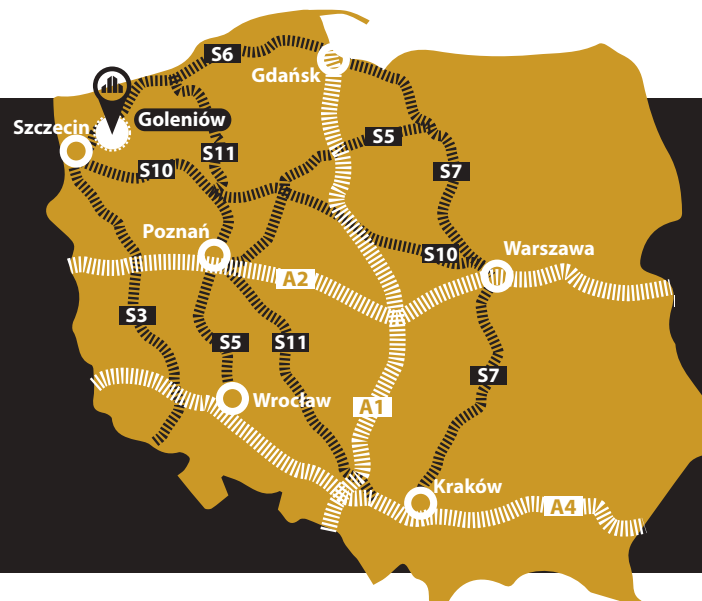 S6
Gdańsk
Goleniów
Szczecin
S5
S11
S10
S7
Poznań
S10
Warszawa
A2
S3
S5
S11
S7
Wrocław
A1
Kraków
A4